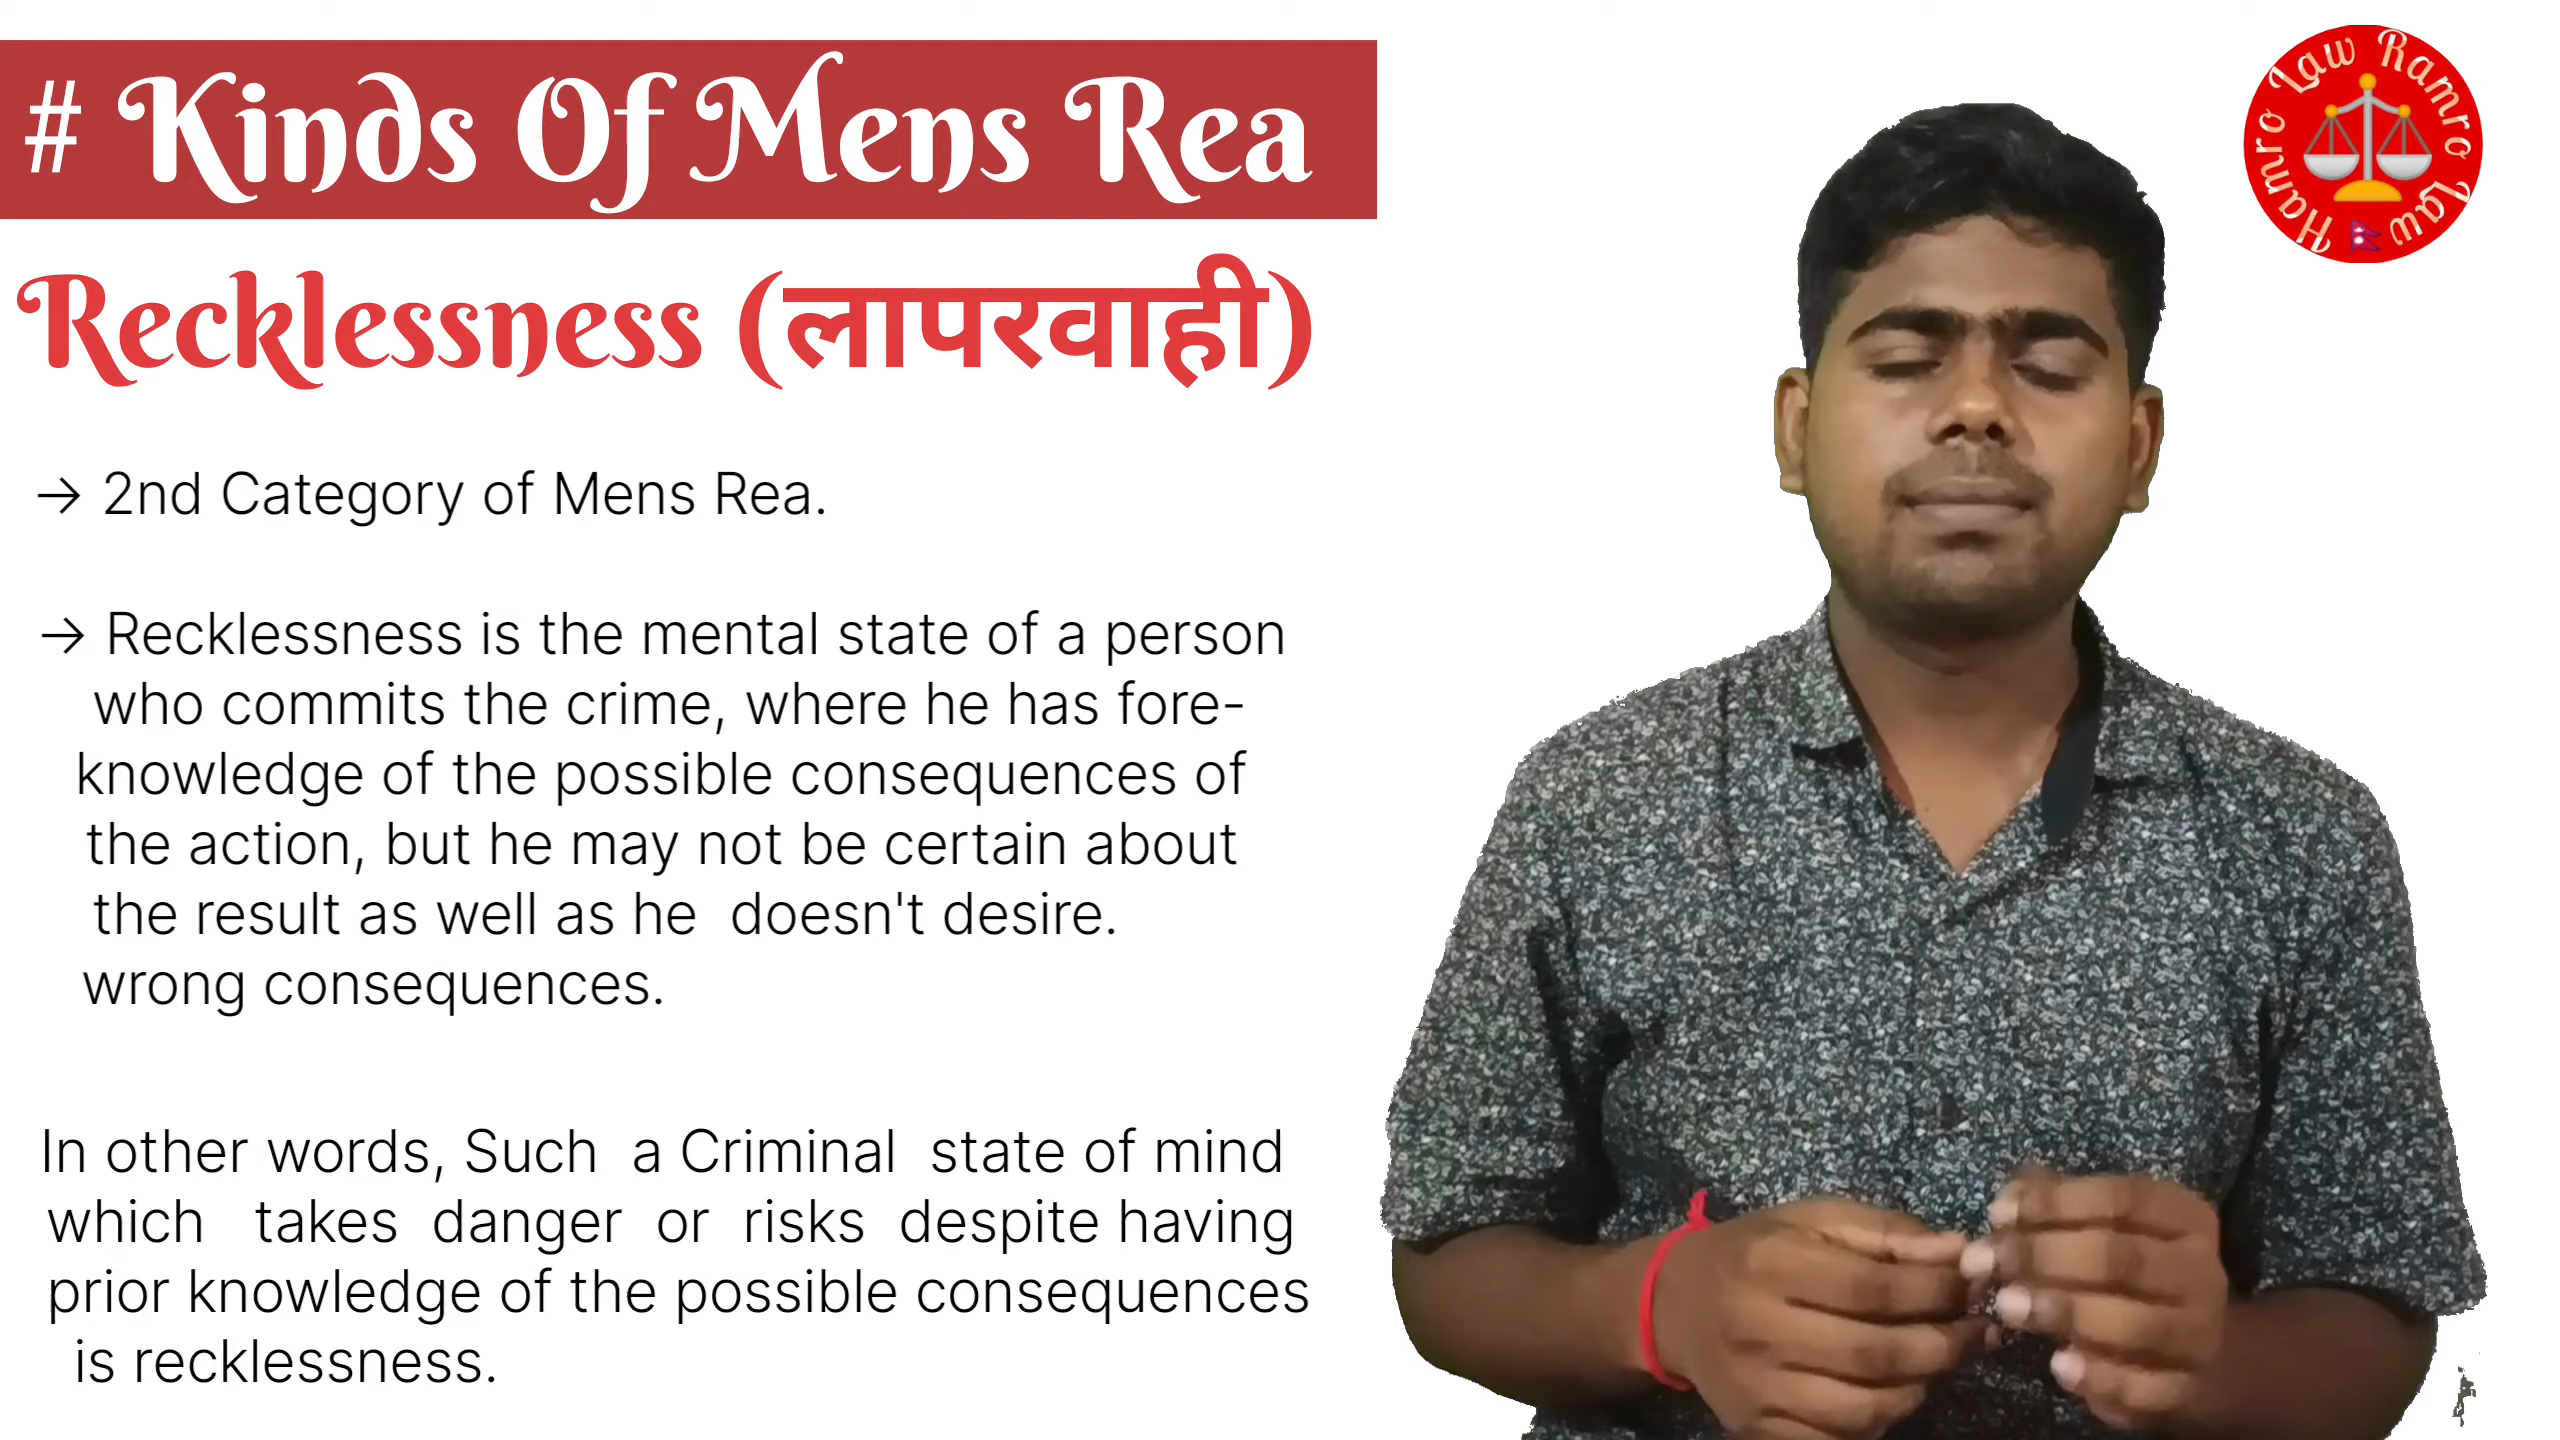 # Kinds Of Mens Rea
Recklessness (लापरवाही)
→ 2nd Category of Mens Rea.
→ Recklessness is the mental state of a person
who commits the crime, where he has fore-
knowledge of the possible consequences of
the action, but he may not be certain about
the result as well as he doesn't desire.
wrong consequences.
In other words, Such a Criminal state of mind
which takes danger or risks despite having
prior knowledge of the possible consequences
is recklessness.
Hamro Law Ramro Law